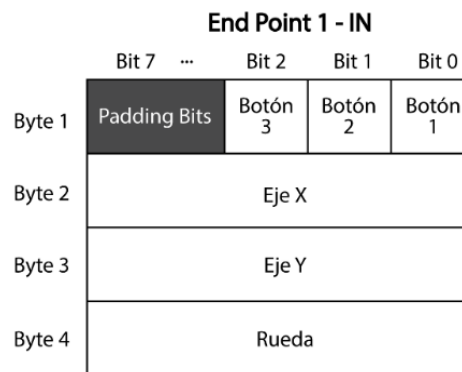 End Point 1 - IN
Bit 7 ... Bit 2 Bit 1 Bit 0
Byte 1 Padding Bits Botón 3 Botón 2 Botón 1
Byte 2 Eje X
Byte 3 Eje Y
Byte 4 Rueda